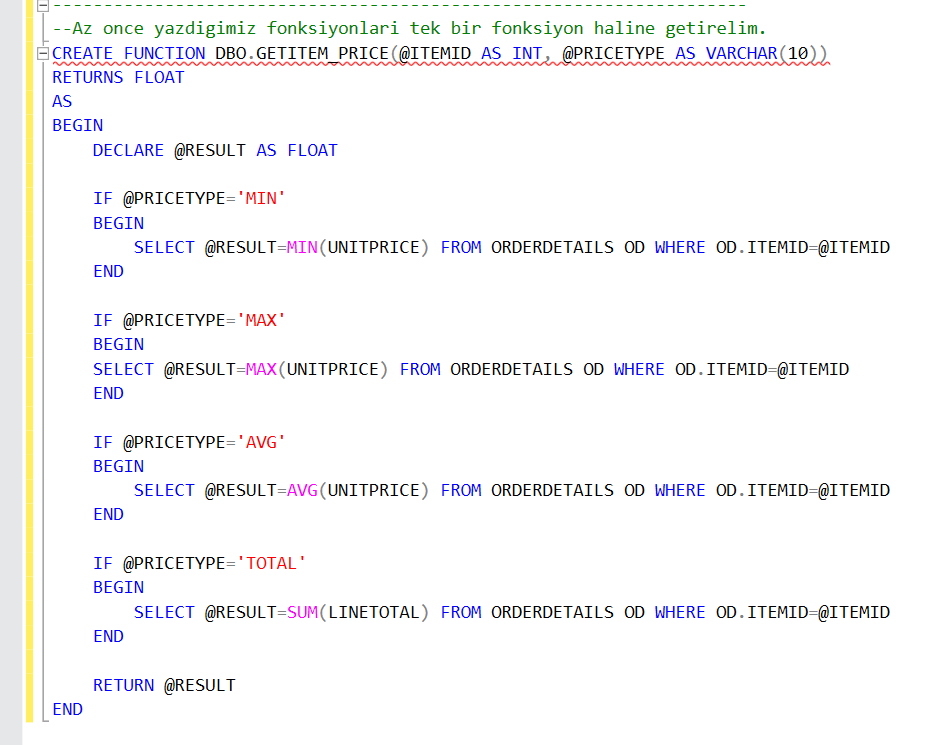 --------------------------------------------------------------------
--Az once yazdigimiz fonksiyonlari tek bir fonksiyon haline getirelim.
CREATE FUNCTION DBO.GETITEM_PRICE(@ITEMID AS INT, @PRICETYPE AS VARCHAR(10))
RETURNS FLOAT
AS
BEGIN
    DECLARE @RESULT AS FLOAT

    IF @PRICETYPE='MIN'
    BEGIN
        SELECT @RESULT=MIN(UNITPRICE) FROM ORDERDETAILS OD WHERE OD.ITEMID=@ITEMID
    END

    IF @PRICETYPE='MAX'
    BEGIN
    SELECT @RESULT=MAX(UNITPRICE) FROM ORDERDETAILS OD WHERE OD.ITEMID=@ITEMID
    END

    IF @PRICETYPE='AVG'
    BEGIN
        SELECT @RESULT=AVG(UNITPRICE) FROM ORDERDETAILS OD WHERE OD.ITEMID=@ITEMID
    END

    IF @PRICETYPE='TOTAL'
    BEGIN
        SELECT @RESULT=SUM(LINETOTAL) FROM ORDERDETAILS OD WHERE OD.ITEMID=@ITEMID
    END

    RETURN @RESULT
END